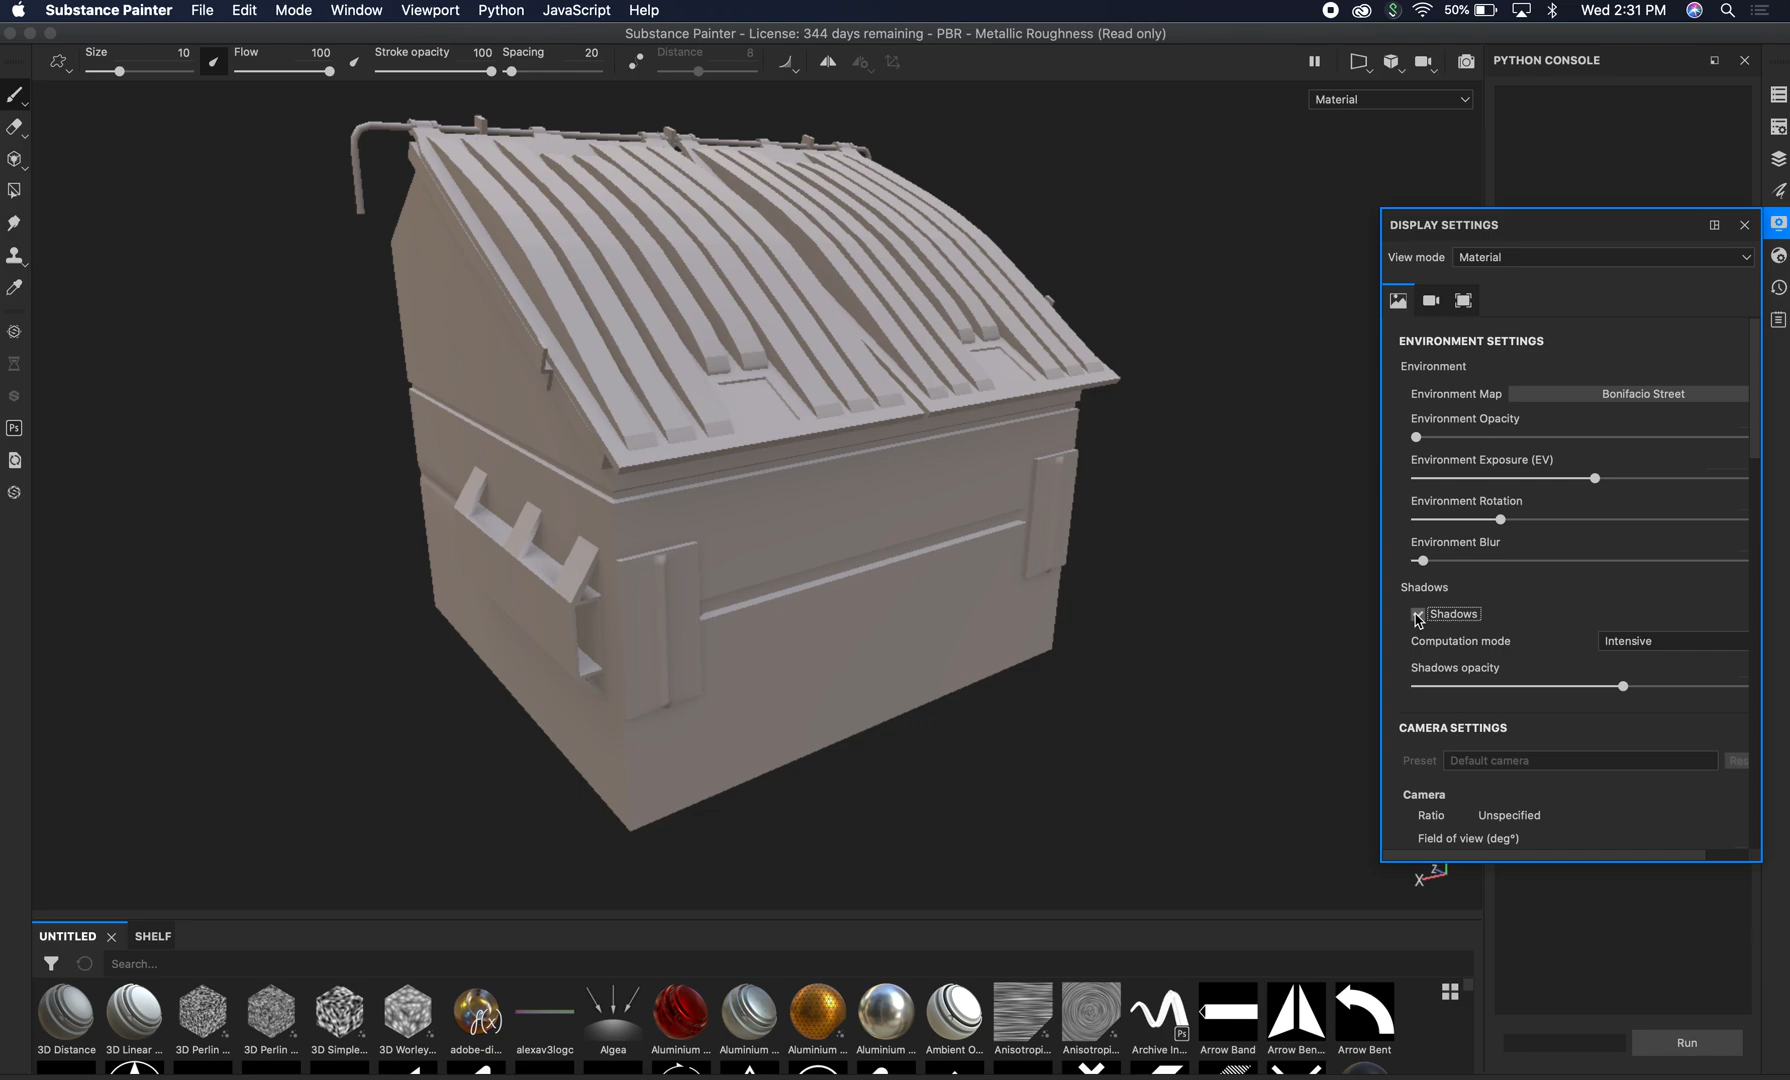 Substance Painter File Edit Mode Window Viewport Python JavaScript Help 50% Wed 2:31 PM
Substance Painter - License: 344 days remaining - PBR - Metallic Roughness (Read only)
Size 10 Flow 100 Stroke opacity 100 Spacing 20 Distance 8
PYTHON CONSOLE
Material
DISPLAY SETTINGS
View mode Material
ENVIRONMENT SETTINGS
Environment
Environment Map Bonifacio Street
Environment Opacity
Environment Exposure (EV)
Environment Rotation
Environment Blur
Shadows
Shadows
Computation mode Intensive
Shadows opacity
CAMERA SETTINGS
Preset Default camera Res
Camera
Ratio Unspecified
Field of view (deg°)
Ps
Z
X
UNTITLED SHELF
Search...
f(x)
Ps
3D Distance 3D Linear ... 3D Perlin ... 3D Perlin ... 3D Simple... 3D Worley... adobe-di... alexav3logc Algea Aluminium ... Aluminium ... Aluminium ... Aluminium ... Ambient O... Anisotropi... Anisotropi... Archive In... Arrow Band Arrow Ben... Arrow Bent
Run